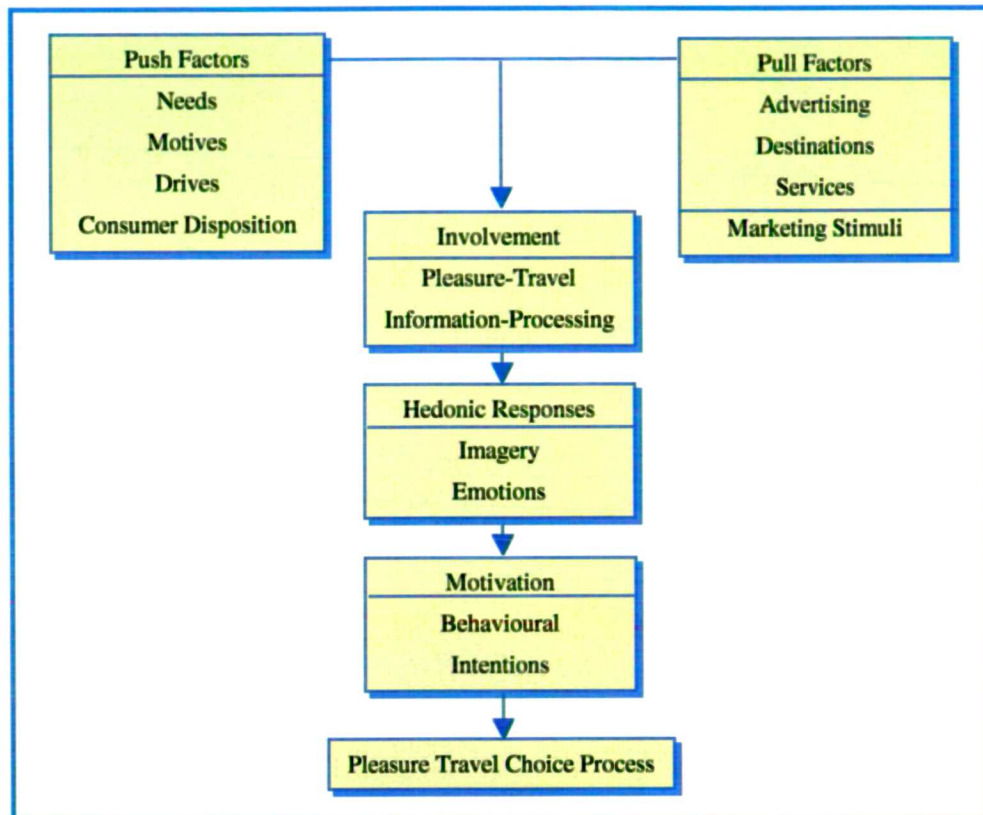 Push Factors
Needs
Motives
Drives
Consumer Disposition
Pull Factors
Advertising
Destinations
Services
Marketing Stimuli
Involvement
Pleasure-Travel
Information-Processing
Hedonic Responses
Imagery
Emotions
Motivation
Behavioural
Intentions
Pleasure Travel Choice Process